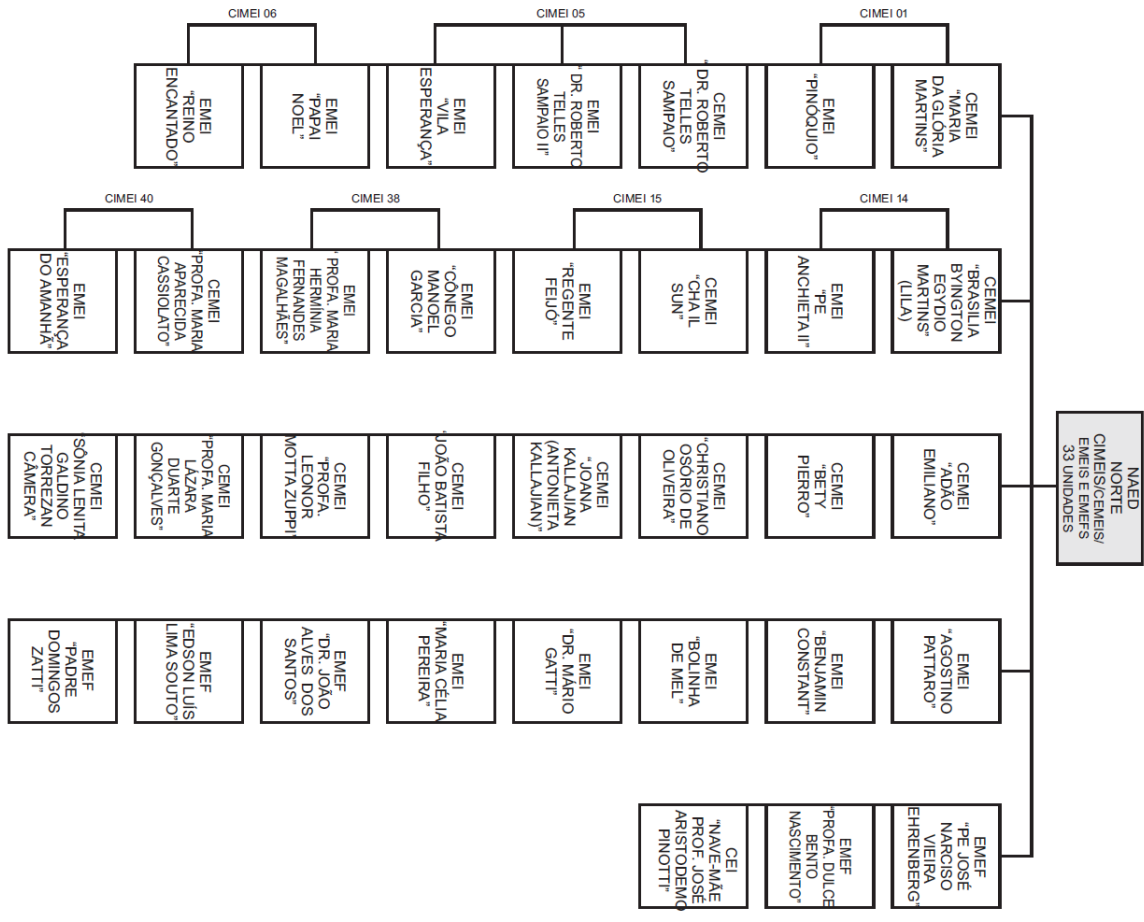 NAED
NORTE
CIMEIS/CEMEIS/
EMEIS E EMEFS
33 UNIDADES
CIMEI 01
CEMEI
"MARIA
DA GLÓRIA
MARTINS"
EMEI
"PINÓQUIO"
CIMEI 05
CEMEI
"DR. ROBERTO
TELLES
SAMPAIO"
EMEI
"DR. ROBERTO
TELLES
SAMPAIO II"
EMEI
"VILA
ESPERANÇA"
CIMEI 06
EMEI
"PAPAI
NOEL"
EMEI
"REINO
ENCANTADO"
CIMEI 14
CEMEI
"BRASILIA
BYINGTON
EGYDIO
MARTINS"
(LILA)
EMEI
"PE
ANCHIETA II"
CIMEI 15
CEMEI
"CHA IL
SUN"
EMEI
"REGENTE
FEIJÓ"
CIMEI 38
EMEI
"CÔNEGO
MANOEL
GARCIA"
EMEI
"PROFA. MARIA
HERMÍNIA
FERNANDES
MAGALHÃES"
CIMEI 40
CEMEI
"PROFA. MARIA
APARECIDA
CASSIOLATO"
EMEI
"ESPERANÇA
DO AMANHÃ"
CEMEI
"ADÃO
EMILIANO"
CEMEI
"BETY
PIERRO"
CEMEI
"CHRISTIANO
OSÓRIO DE
OLIVEIRA"
CEMEI
"JOANA
KALLAJIAN
(ANTONIETA
KALLAJIAN)"
CEMEI
"JOÃO BATISTA
FILHO"
CEMEI
"PROFA.
LEONOR
MOTTA ZUPPI"
CEMEI
"PROFA. MARIA
LÁZARA
DUARTE
GONÇALVES"
CEMEI
"SÔNIA LENITA
GALDINO
TORREZAN
CÂMERA"
EMEI
"AGOSTINO
PATTARO"
EMEI
"BENJAMIN
CONSTANT"
EMEI
"BOLINHA
DE MEL"
EMEI
"DR. MÁRIO
GATTI"
EMEI
"MARIA CÉLIA
PEREIRA"
EMEF
"DR. JOÃO
ALVES DOS
SANTOS"
EMEF
"EDSON LUÍS
LIMA SOUTO"
EMEF
"PADRE
DOMINGOS
ZATTI"
EMEF
"PE JOSÉ
NARCISO
VIEIRA
EHRENBERG"
EMEF
"PROFA. DULCE
BENTO
NASCIMENTO"
CEI
"NAVE-MÃE
PROF. JOSÉ
ARISTODEMO
PINOTTI"